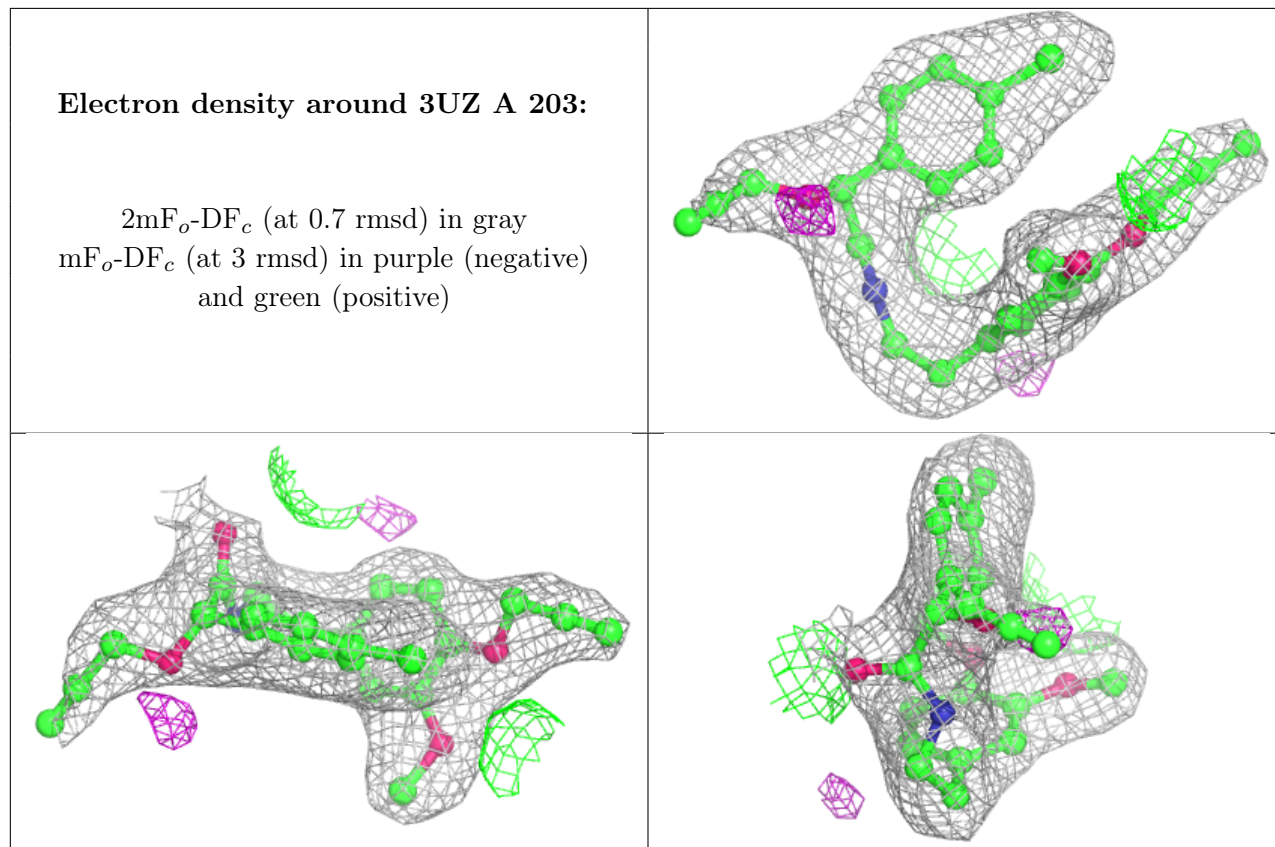 Electron density around 3UZ A 203:
2mFo-DFc (at 0.7 rmsd) in gray
mFo-DFc (at 3 rmsd) in purple (negative)
and green (positive)